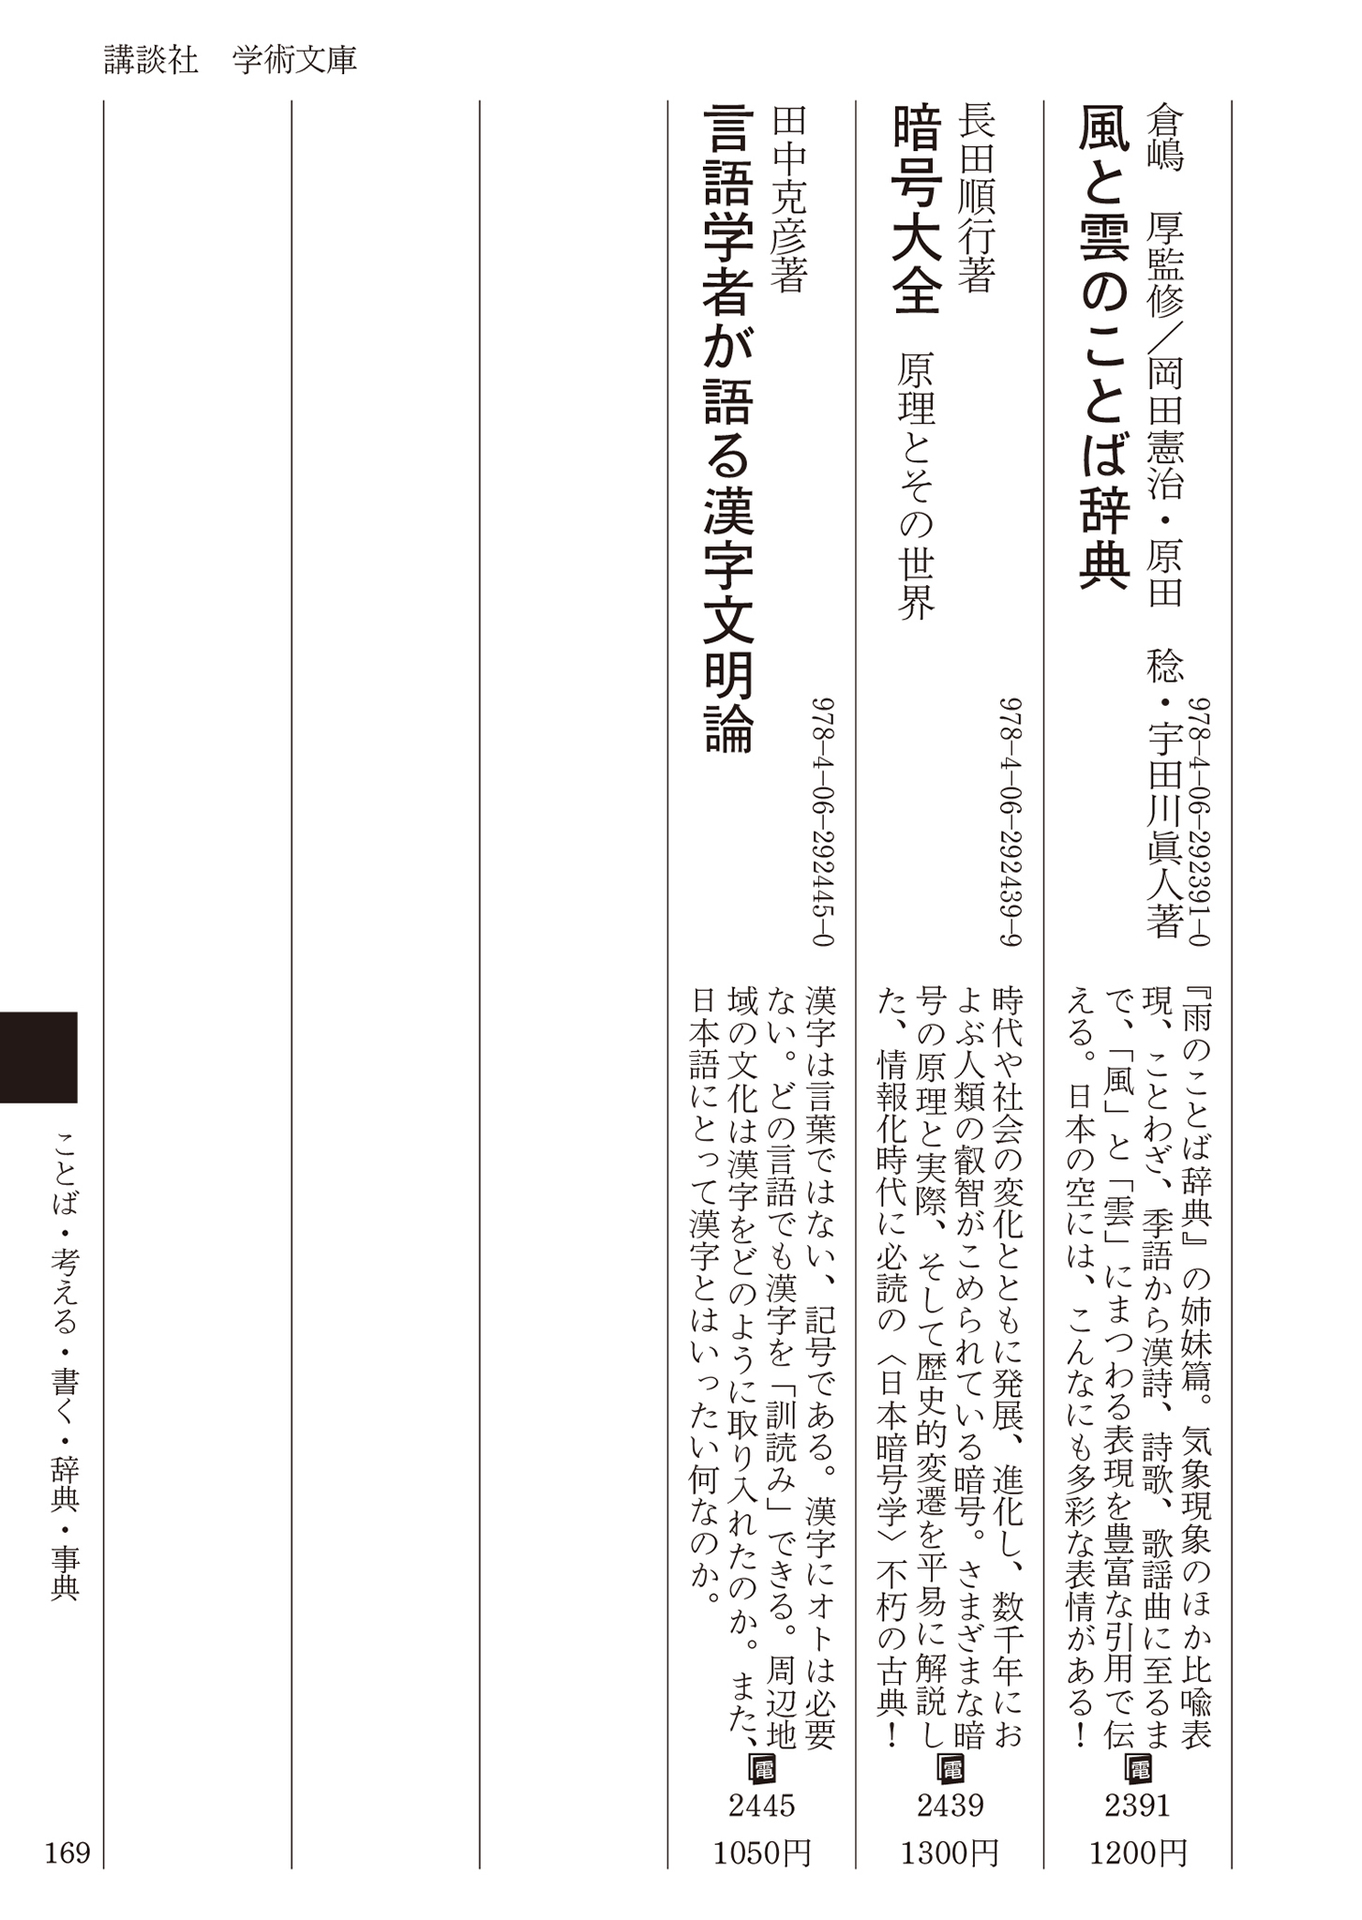 講談社　学術文庫
978-4-06-292391-0
倉嶋　厚監修／岡田憲治・原田　稔・宇田川眞人著
風と雲のことば辞典
『雨のことば辞典』の姉妹篇。気象現象のほか比喩表
現、ことわざ、季語から漢詩、詩歌、歌謡曲に至るま
で、「風」と「雲」にまつわる表現を豊富な引用で伝
える。日本の空には、こんなにも多彩な表情がある！
電
2391
1200円
978-4-06-292439-9
長田順行著
暗号大全　原理とその世界
時代や社会の変化とともに発展、進化し、数千年にお
よぶ人類の叡智がこめられている暗号。さまざまな暗
号の原理と実際、そして歴史的変遷を平易に解説し
た、情報化時代に必読の〈日本暗号学〉不朽の古典！
電
2439
1300円
978-4-06-292445-0
田中克彦著
言語学者が語る漢字文明論
漢字は言葉ではない、記号である。漢字にオトは必要
ない。どの言語でも漢字を「訓読み」できる。周辺地
域の文化は漢字をどのように取り入れたのか。また、
日本語にとって漢字とはいったい何なのか。
電
2445
1050円
ことば・考える・書く・辞典・事典
169